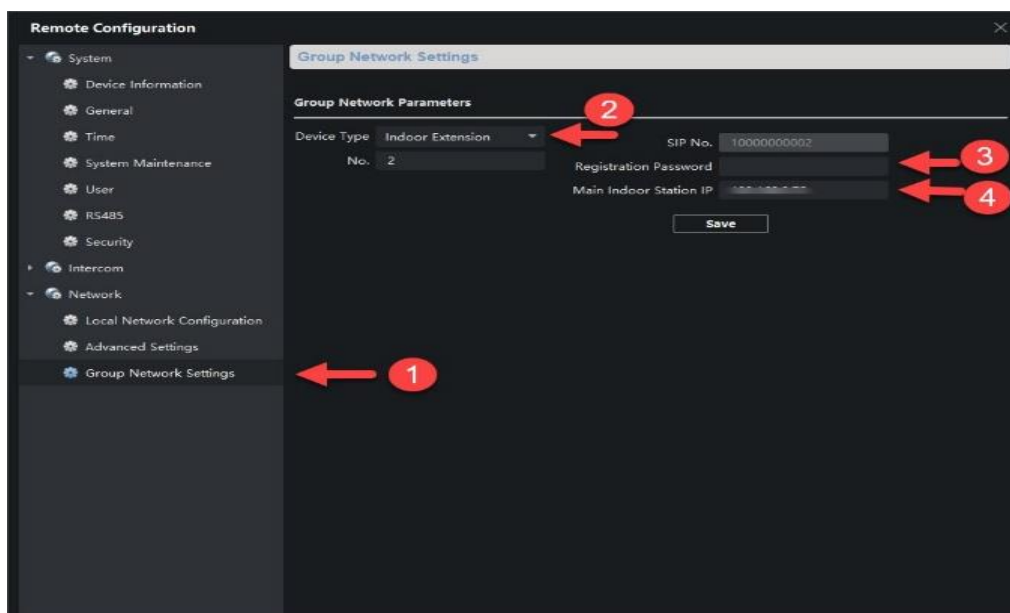 Remote Configuration
System
Device Information
General
Time
System Maintenance
User
RS485
Security
Intercom
Network
Local Network Configuration
Advanced Settings
Group Network Settings
Group Network Settings
Group Network Parameters
Device Type Indoor Extension
No. 2
SIP No. 10000000002
Registration Password
Main Indoor Station IP
Save
1
2
3
4